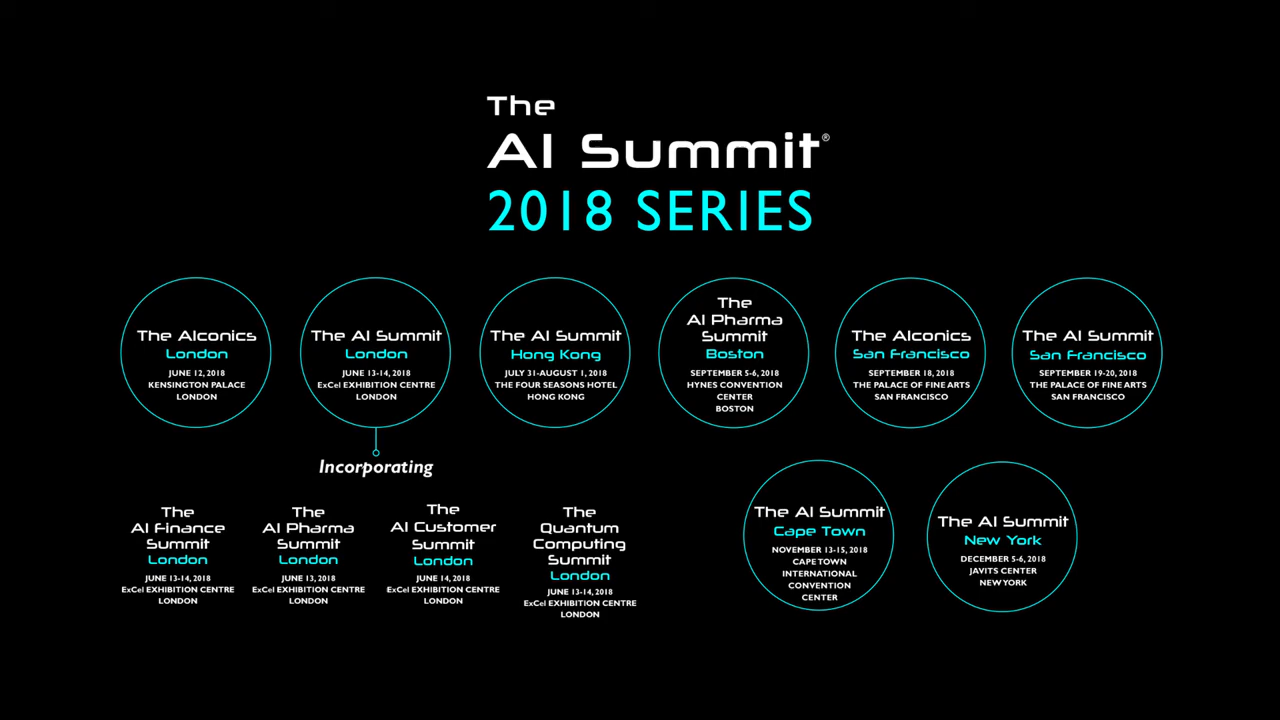 The
AI Summit®
2018 SERIES
The AIconics
London
JUNE 12, 2018
KENSINGTON PALACE
LONDON
The AI Summit
London
JUNE 13-14, 2018
ExCel EXHIBITION CENTRE
LONDON
The AI Summit
Hong Kong
JULY 31-AUGUST 1, 2018
THE FOUR SEASONS HOTEL
HONG KONG
The
AI Pharma
Summit
Boston
SEPTEMBER 5-6, 2018
HYNES CONVENTION
CENTER
BOSTON
The AIconics
San Francisco
SEPTEMBER 18, 2018
THE PALACE OF FINE ARTS
SAN FRANCISCO
The AI Summit
San Francisco
SEPTEMBER 19-20, 2018
THE PALACE OF FINE ARTS
SAN FRANCISCO
Incorporating
The
AI Finance
Summit
London
JUNE 13-14, 2018
ExCel EXHIBITION CENTRE
LONDON
The
AI Pharma
Summit
London
JUNE 13, 2018
ExCel EXHIBITION CENTRE
LONDON
The
AI Customer
Summit
London
JUNE 14, 2018
ExCel EXHIBITION CENTRE
LONDON
The
Quantum
Computing
Summit
London
JUNE 13-14, 2018
ExCel EXHIBITION CENTRE
LONDON
The AI Summit
Cape Town
NOVEMBER 13-15, 2018
CAPE TOWN
INTERNATIONAL
CONVENTION
CENTER
The AI Summit
New York
DECEMBER 5-6, 2018
JAVITS CENTER
NEW YORK